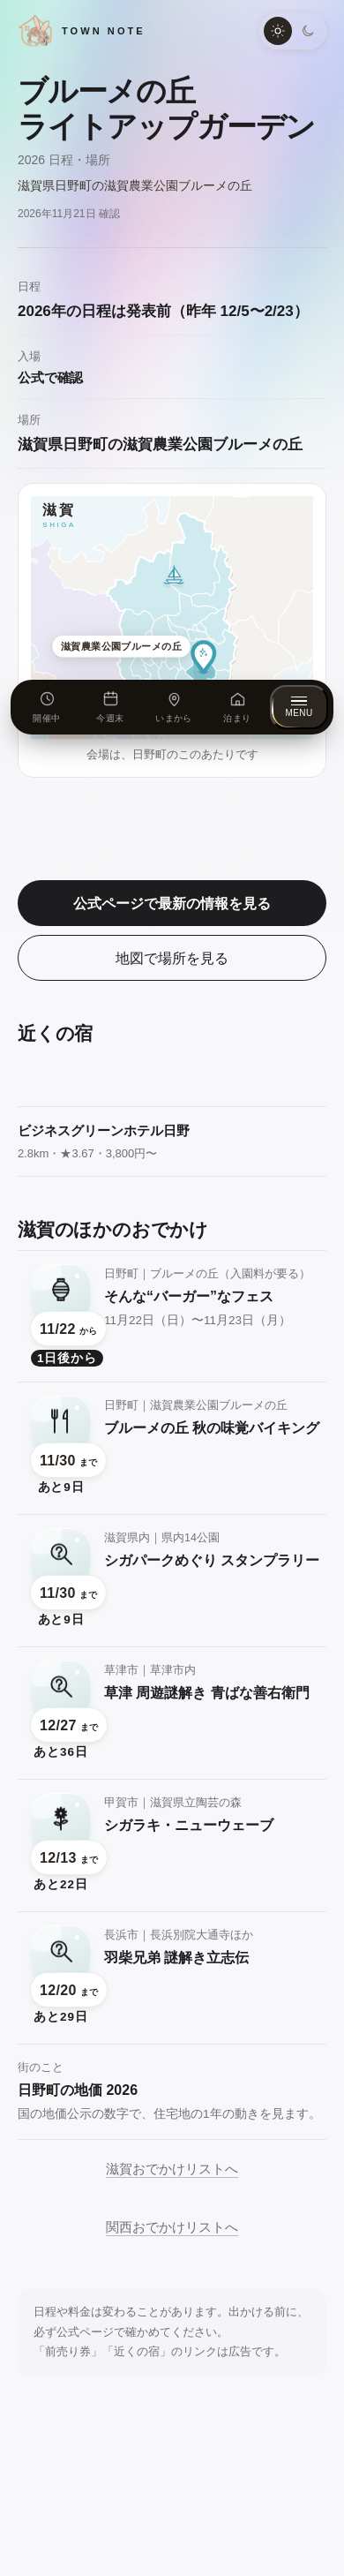 TOWN NOTE
ブルーメの丘
ライトアップガーデン
2026 日程・場所
滋賀県日野町の滋賀農業公園ブルーメの丘
2026年11月21日 確認
日程
2026年の日程は発表前（昨年 12/5〜2/23）
入場
公式で確認
場所
滋賀県日野町の滋賀農業公園ブルーメの丘
滋賀
SHIGA
滋賀農業公園ブルーメの丘
開催中
今週末
いまから
泊まり
MENU
会場は、日野町のこのあたりです
公式ページで最新の情報を見る
地図で場所を見る
近くの宿
ビジネスグリーンホテル日野
2.8km・★3.67・3,800円〜
滋賀のほかのおでかけ
日野町｜ブルーメの丘（入園料が要る）
そんな“バーガー”なフェス
11月22日（日）〜11月23日（月）
11/22 から
1日後から
日野町｜滋賀農業公園ブルーメの丘
ブルーメの丘 秋の味覚バイキング
11/30 まで
あと9日
滋賀県内｜県内14公園
シガパークめぐり スタンプラリー
11/30 まで
あと9日
草津市｜草津市内
草津 周遊謎解き 青ばな善右衛門
12/27 まで
あと36日
甲賀市｜滋賀県立陶芸の森
シガラキ・ニューウェーブ
12/13 まで
あと22日
長浜市｜長浜別院大通寺ほか
羽柴兄弟 謎解き立志伝
12/20 まで
あと29日
街のこと
日野町の地価 2026
国の地価公示の数字で、住宅地の1年の動きを見ます。
滋賀おでかけリストへ
関西おでかけリストへ
日程や料金は変わることがあります。出かける前に、
必ず公式ページで確かめてください。
「前売り券」「近くの宿」のリンクは広告です。